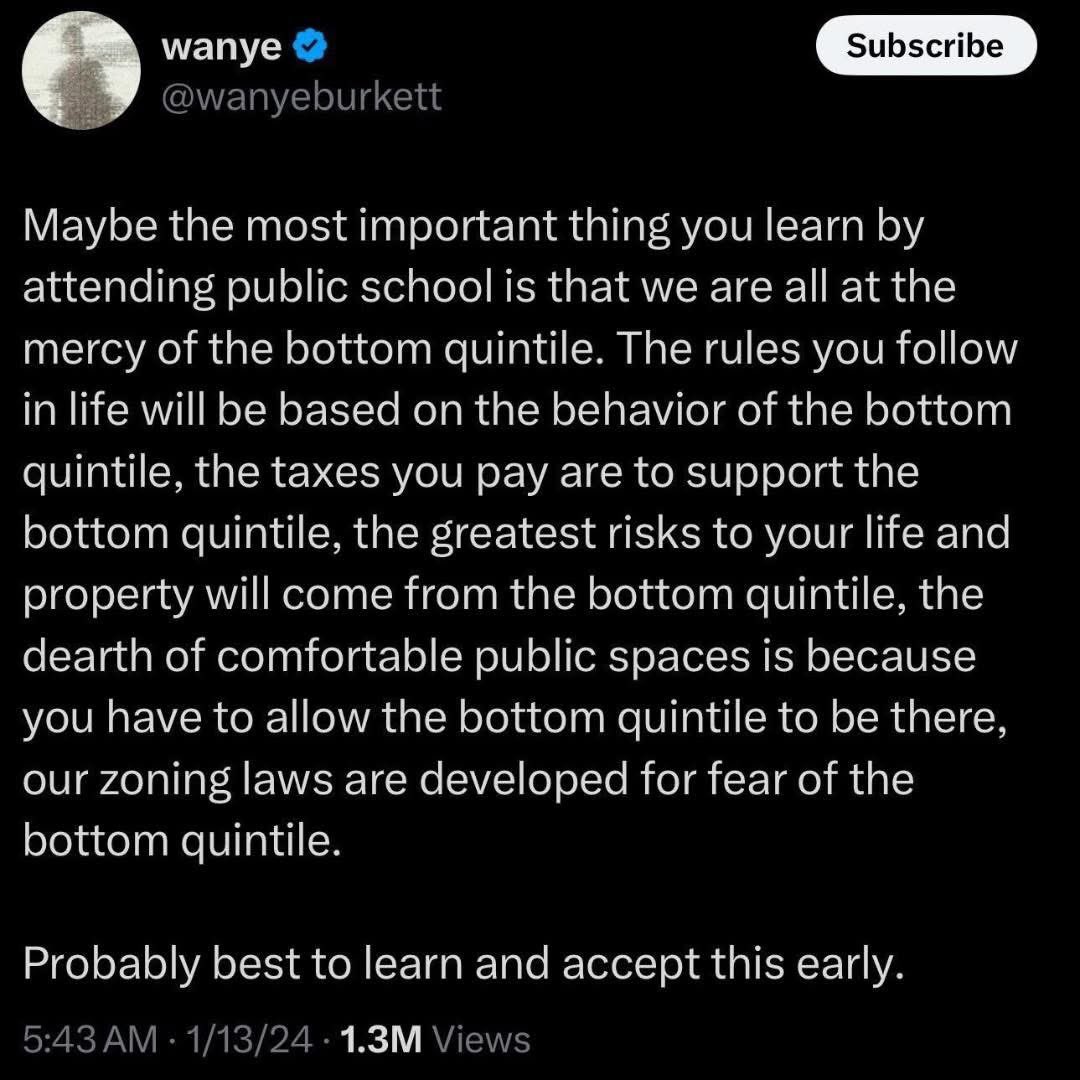 wanye
Subscribe
@wanyeburkett
Maybe the most important thing you learn by
attending public school is that we are all at the
mercy of the bottom quintile. The rules you follow
in life will be based on the behavior of the bottom
quintile, the taxes you pay are to support the
bottom quintile, the greatest risks to your life and
property will come from the bottom quintile, the
dearth of comfortable public spaces is because
you have to allow the bottom quintile to be there,
our zoning laws are developed for fear of the
bottom quintile.
Probably best to learn and accept this early.
5:43 AM · 1/13/24 · 1.3M Views